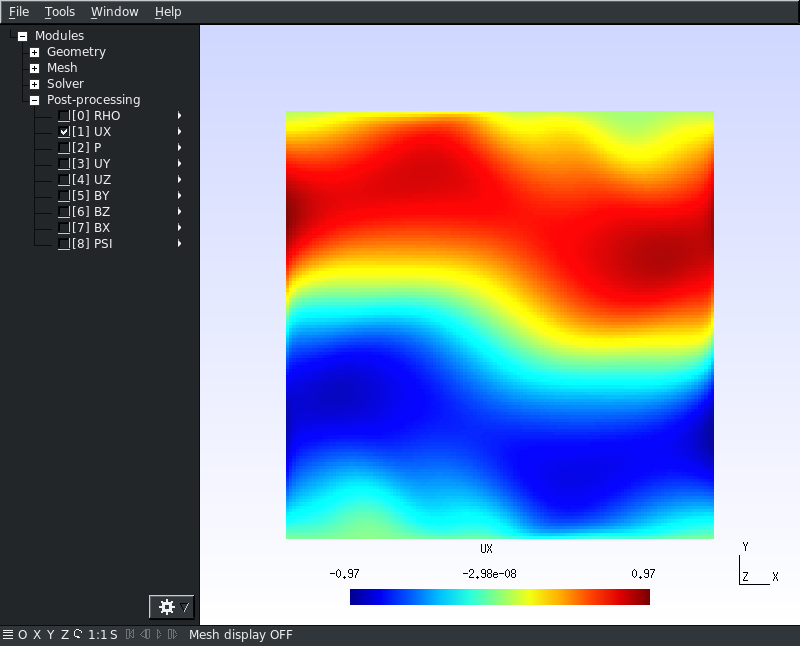 File Tools Window Help
Modules
Geometry
Mesh
Solver
Post-processing
[0] RHO
[1] UX
[2] P
[3] UY
[4] UZ
[5] BY
[6] BZ
[7] BX
[8] PSI
UX
-0.97 -2.98e-08 0.97
Y
Z X
O X Y Z 1:1 S Mesh display OFF